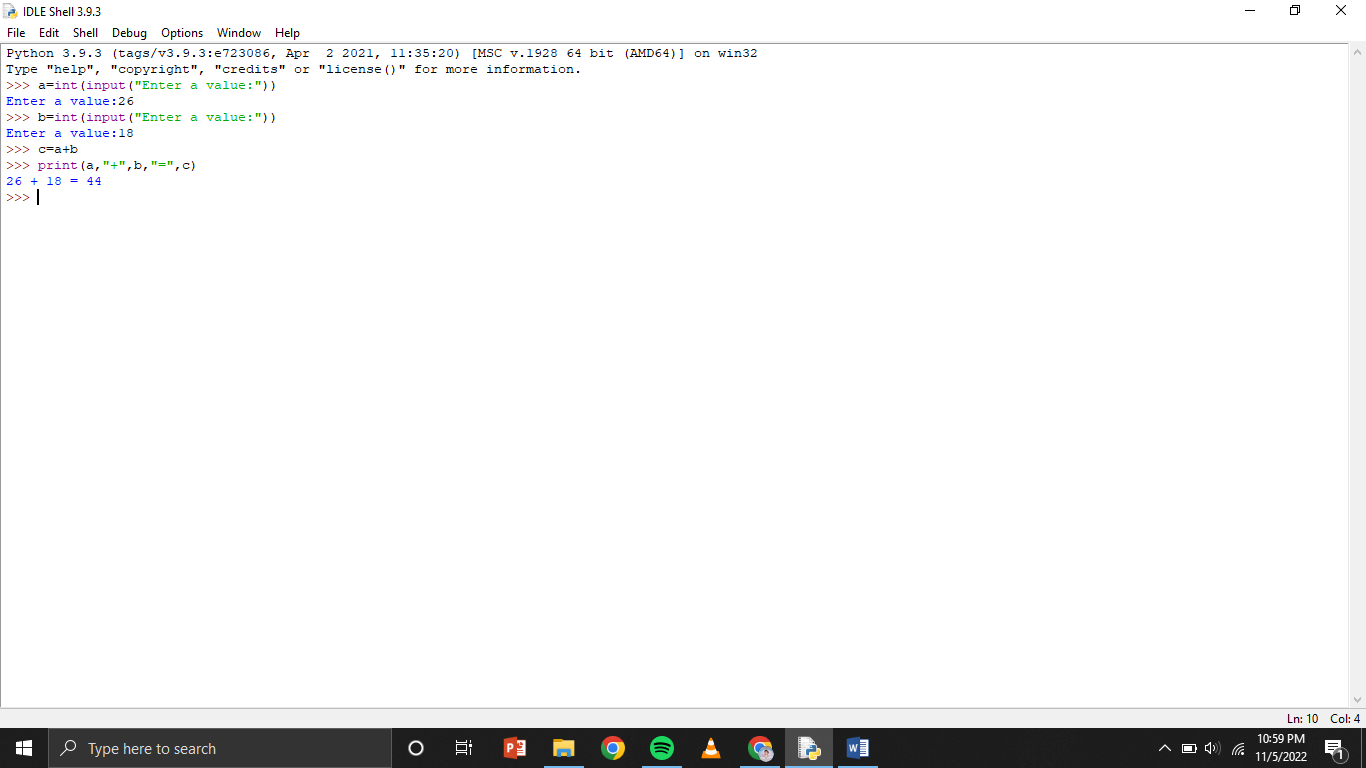 IDLE Shell 3.9.3
File Edit Shell Debug Options Window Help
Python 3.9.3 (tags/v3.9.3:e723086, Apr  2 2021, 11:35:20) [MSC v.1928 64 bit (AMD64)] on win32
Type "help", "copyright", "credits" or "license()" for more information.
>>> a=int(input("Enter a value:"))
Enter a value:26
>>> b=int(input("Enter a value:"))
Enter a value:18
>>> c=a+b
>>> print(a,"+",b,"=",c)
26 + 18 = 44
>>>
Ln: 10 Col: 4
Type here to search
10:59 PM
11/5/2022
1